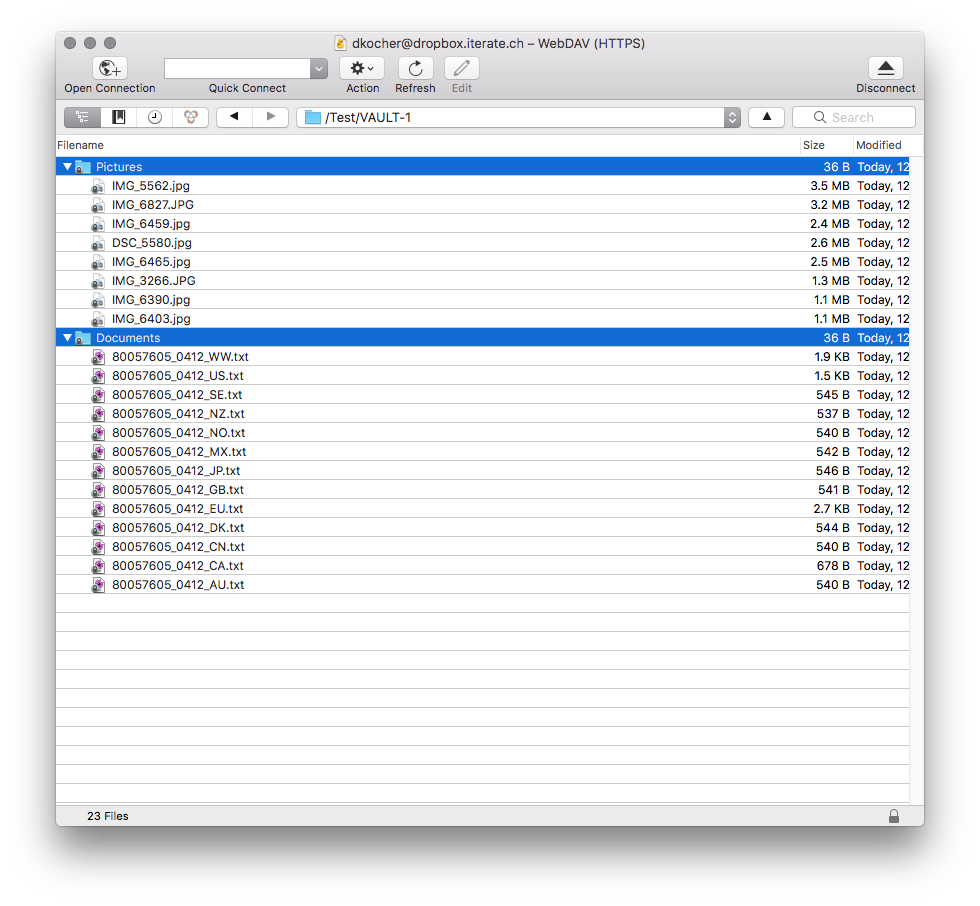 dkocher@dropbox.iterate.ch – WebDAV (HTTPS)
Open Connection Quick Connect Action Refresh Edit Disconnect
/Test/VAULT-1 Search
Filename Size Modified
Pictures 36 B Today, 12
IMG_5562.jpg 3.5 MB Today, 12
IMG_6827.JPG 3.2 MB Today, 12
IMG_6459.jpg 2.4 MB Today, 12
DSC_5580.jpg 2.6 MB Today, 12
IMG_6465.jpg 2.5 MB Today, 12
IMG_3266.JPG 1.3 MB Today, 12
IMG_6390.jpg 1.1 MB Today, 12
IMG_6403.jpg 1.1 MB Today, 12
Documents 36 B Today, 12
80057605_0412_WW.txt 1.9 KB Today, 12
80057605_0412_US.txt 1.5 KB Today, 12
80057605_0412_SE.txt 545 B Today, 12
80057605_0412_NZ.txt 537 B Today, 12
80057605_0412_NO.txt 540 B Today, 12
80057605_0412_MX.txt 542 B Today, 12
80057605_0412_JP.txt 546 B Today, 12
80057605_0412_GB.txt 541 B Today, 12
80057605_0412_EU.txt 2.7 KB Today, 12
80057605_0412_DK.txt 544 B Today, 12
80057605_0412_CN.txt 540 B Today, 12
80057605_0412_CA.txt 678 B Today, 12
80057605_0412_AU.txt 540 B Today, 12
23 Files